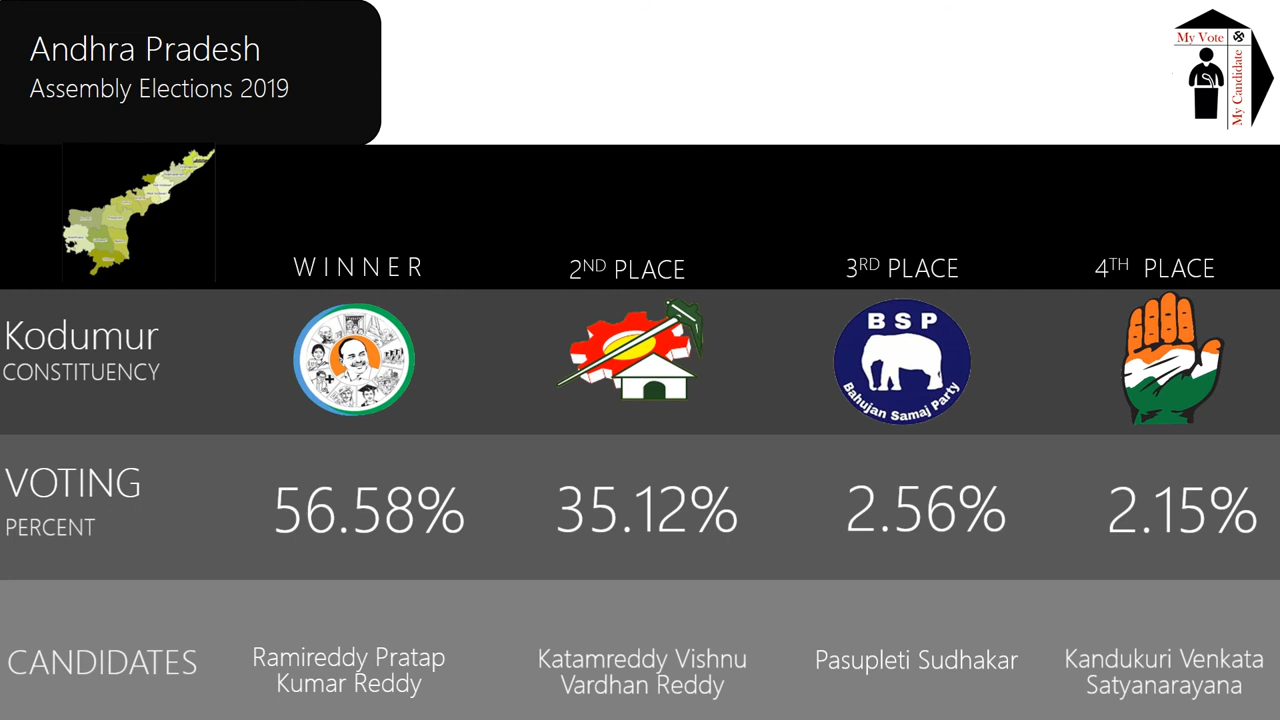 Andhra Pradesh
Assembly Elections 2019
My Vote
My Candidate
WINNER
2ND PLACE
3RD PLACE
4TH PLACE
Kodumur
CONSTITUENCY
BSP
Bahujan Samaj Party
VOTING
PERCENT
56.58%
35.12%
2.56%
2.15%
CANDIDATES
Ramireddy Pratap
Kumar Reddy
Katamreddy Vishnu
Vardhan Reddy
Pasupleti Sudhakar
Kandukuri Venkata
Satyanarayana